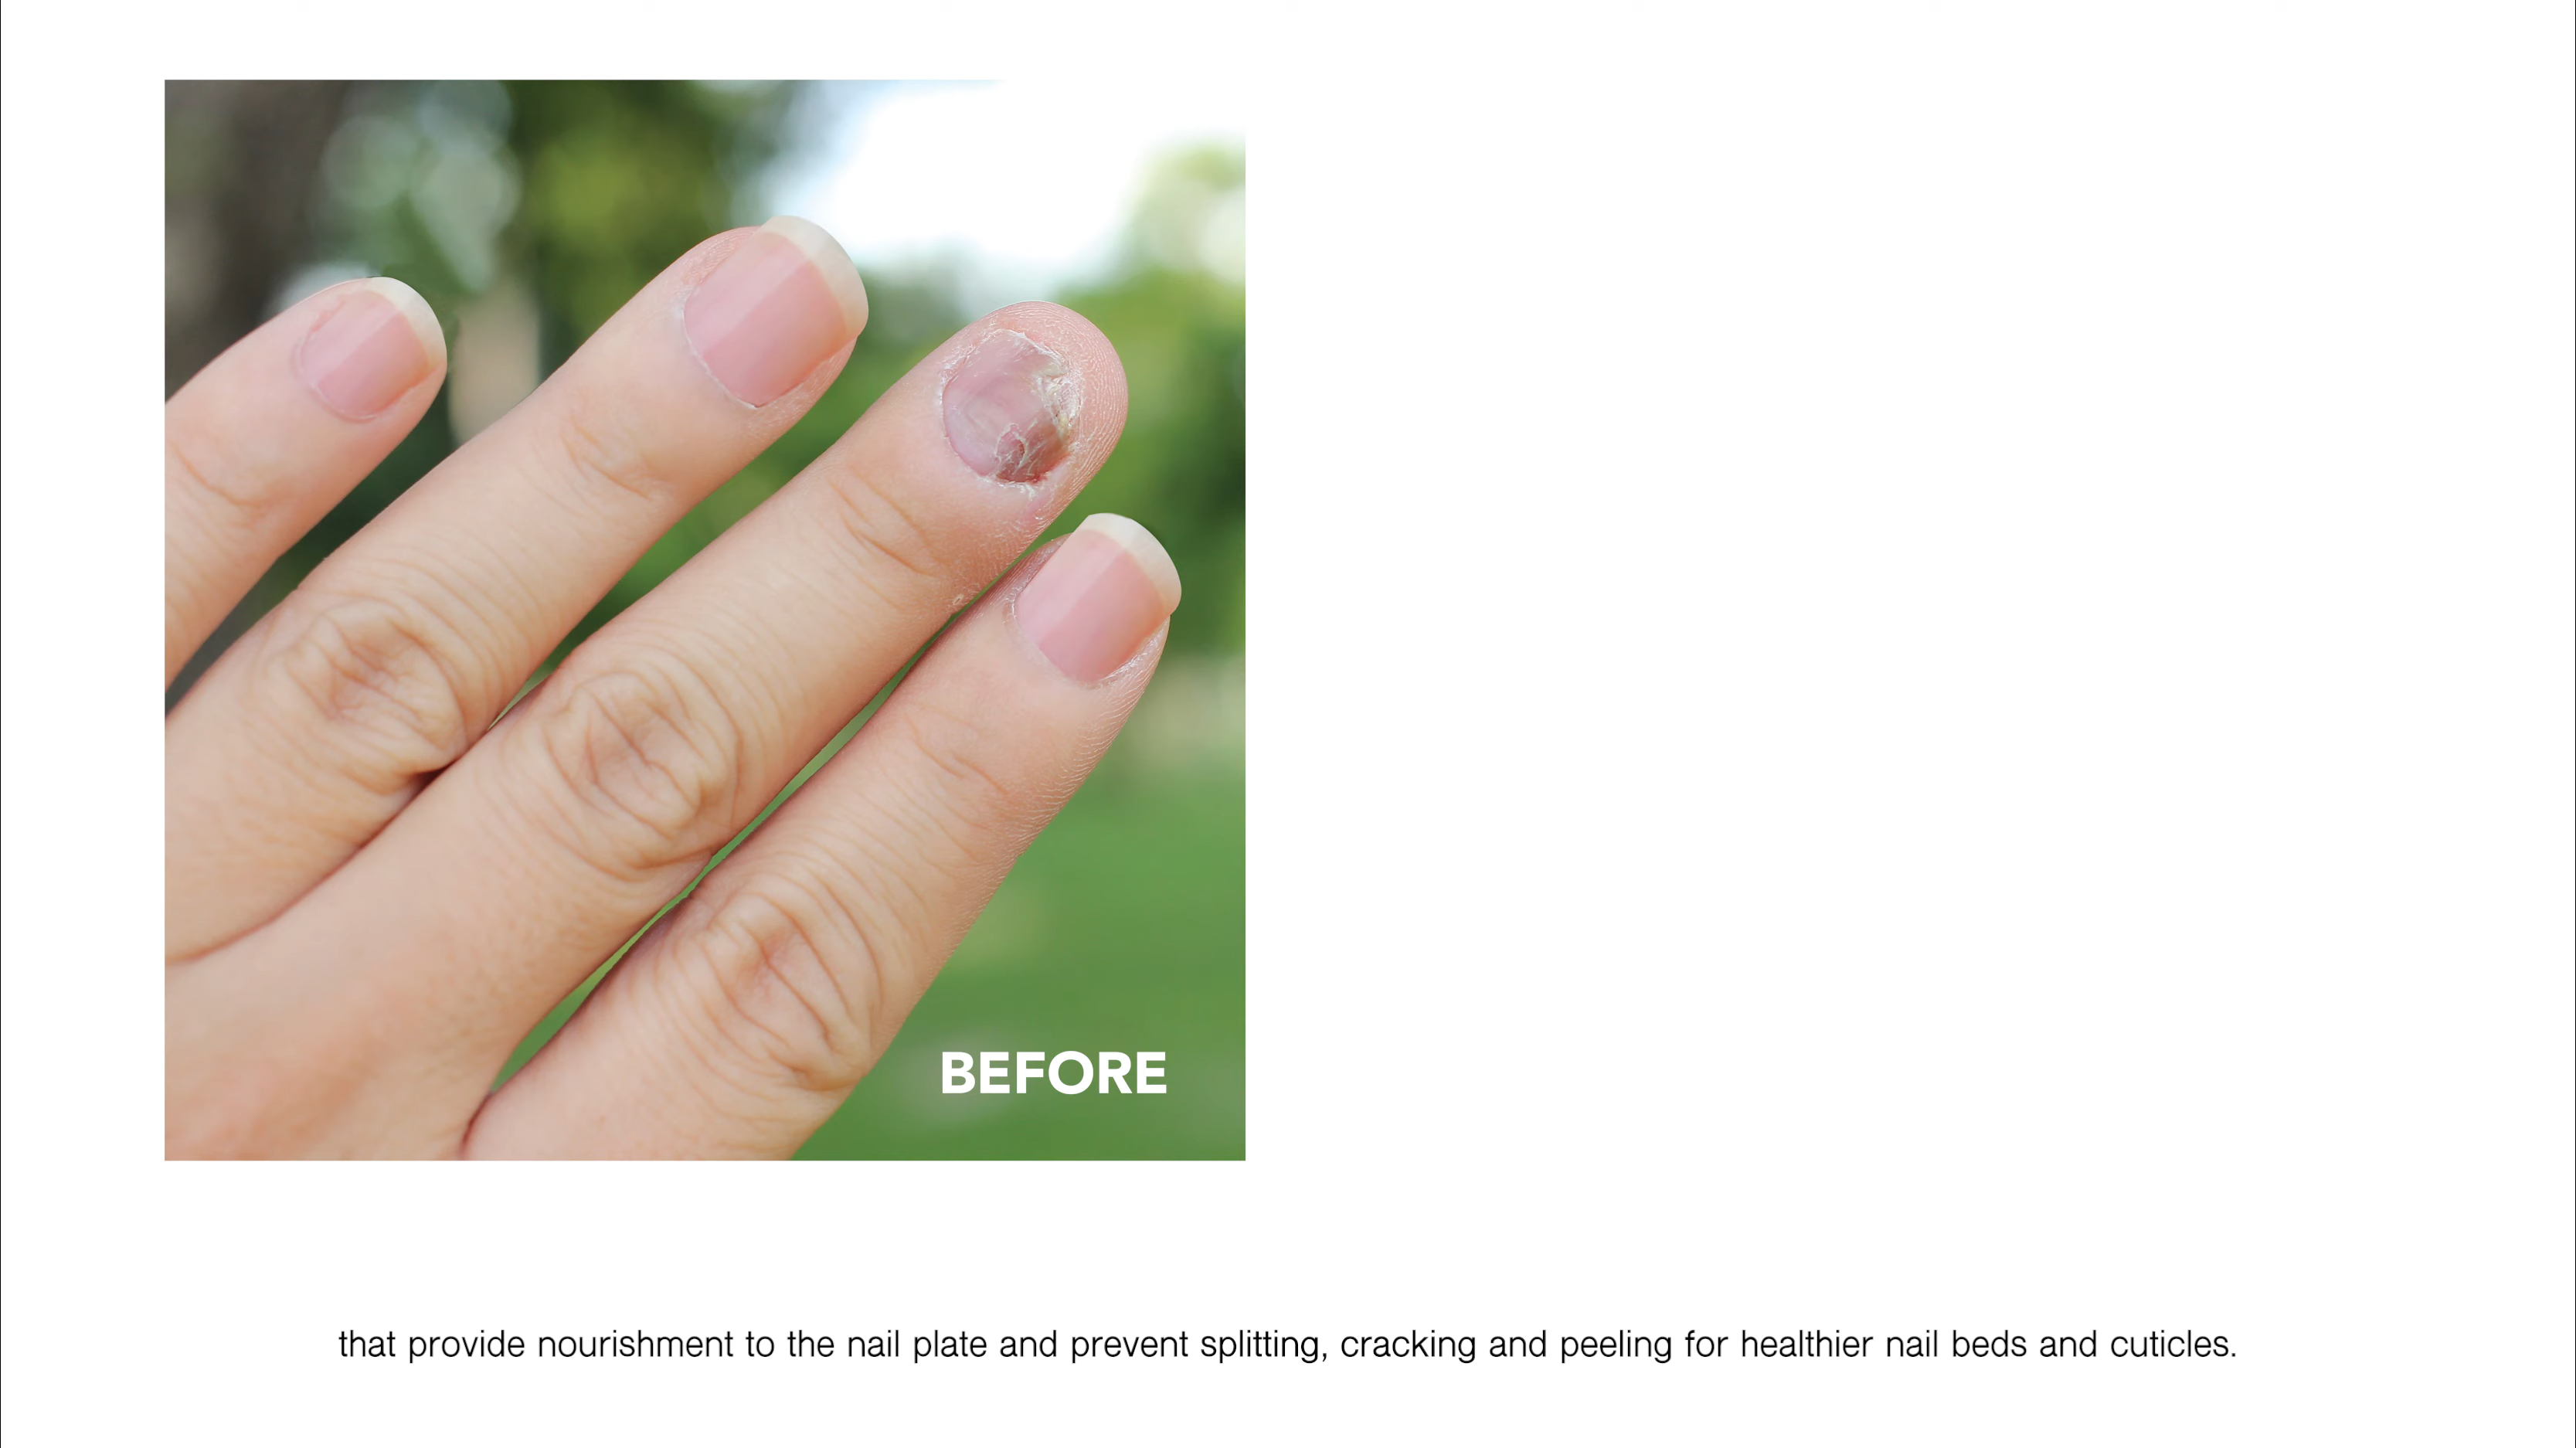 BEFORE
that provide nourishment to the nail plate and prevent splitting, cracking and peeling for healthier nail beds and cuticles.